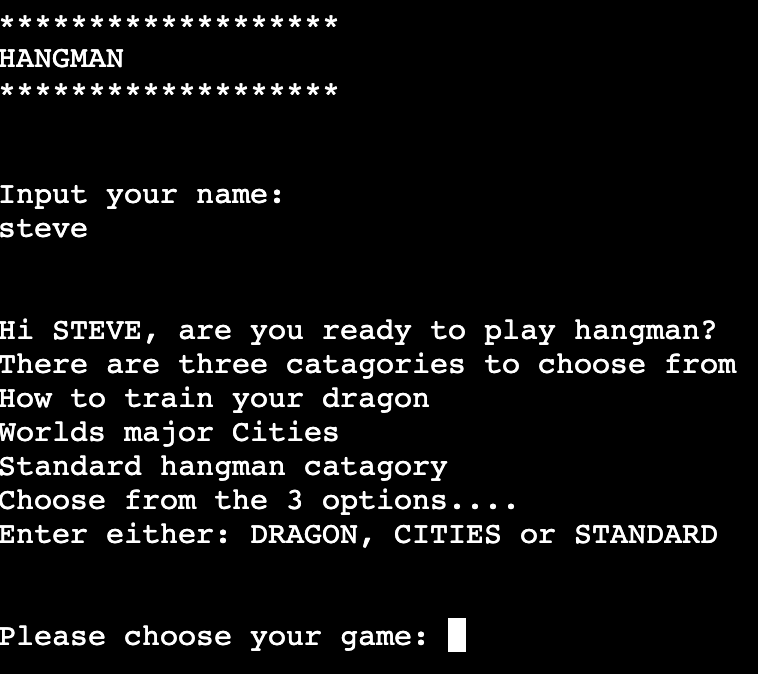 *******************
HANGMAN
*******************
Input your name:
steve
Hi STEVE, are you ready to play hangman?
There are three catagories to choose from
How to train your dragon
Worlds major Cities
Standard hangman catagory
Choose from the 3 options....
Enter either: DRAGON, CITIES or STANDARD
Please choose your game: